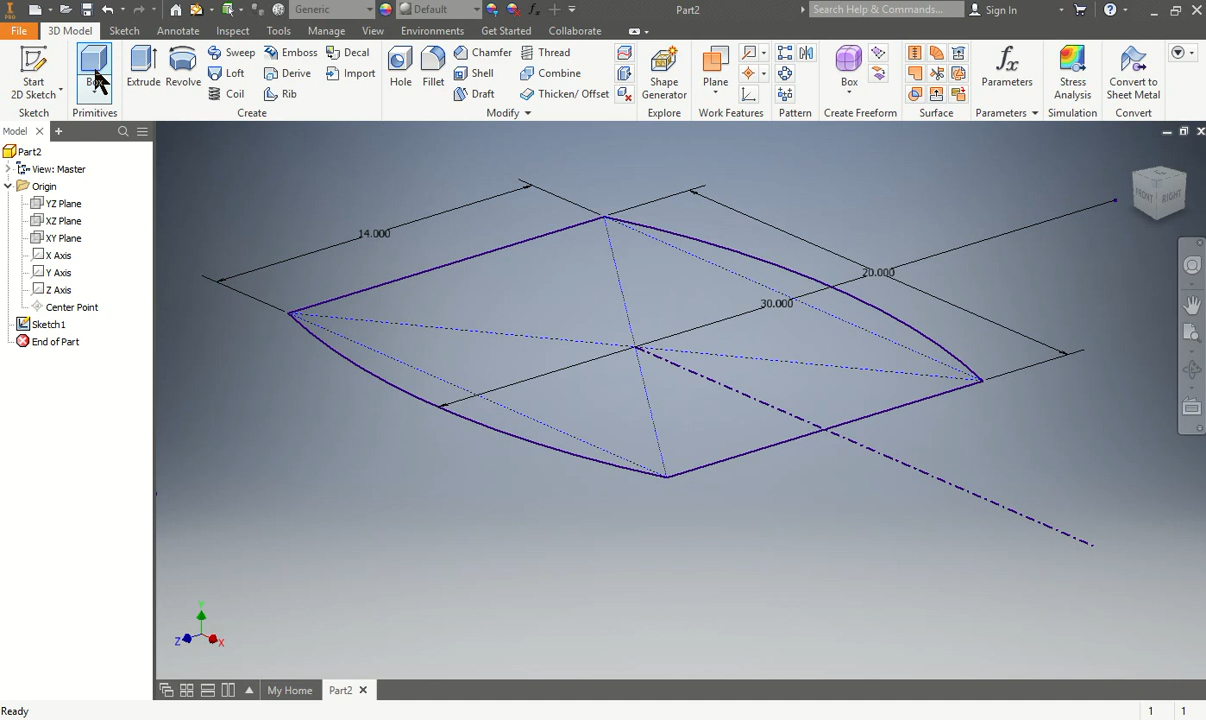 PRO
Generic
Default
Part2
Search Help & Commands...
Sign In
File
3D Model
Sketch
Annotate
Inspect
Tools
Manage
View
Environments
Get Started
Collaborate
Start
2D Sketch
Sketch
Primitives
Extrude
Revolve
Sweep
Emboss
Decal
Loft
Derive
Import
Coil
Rib
Create
Hole
Fillet
Chamfer
Thread
Shell
Combine
Draft
Thicken/ Offset
Modify
Shape
Generator
Explore
Plane
Work Features
Pattern
Box
Create Freeform
Surface
fx
Parameters
Parameters
Stress
Analysis
Simulation
Convert to
Sheet Metal
Convert
Model
Part2
View: Master
Origin
YZ Plane
XZ Plane
XY Plane
X Axis
Y Axis
Z Axis
Center Point
Sketch1
End of Part
14.000
20.000
30.000
FRONT
RIGHT
Y
Z
X
My Home
Part2
Ready
1
1